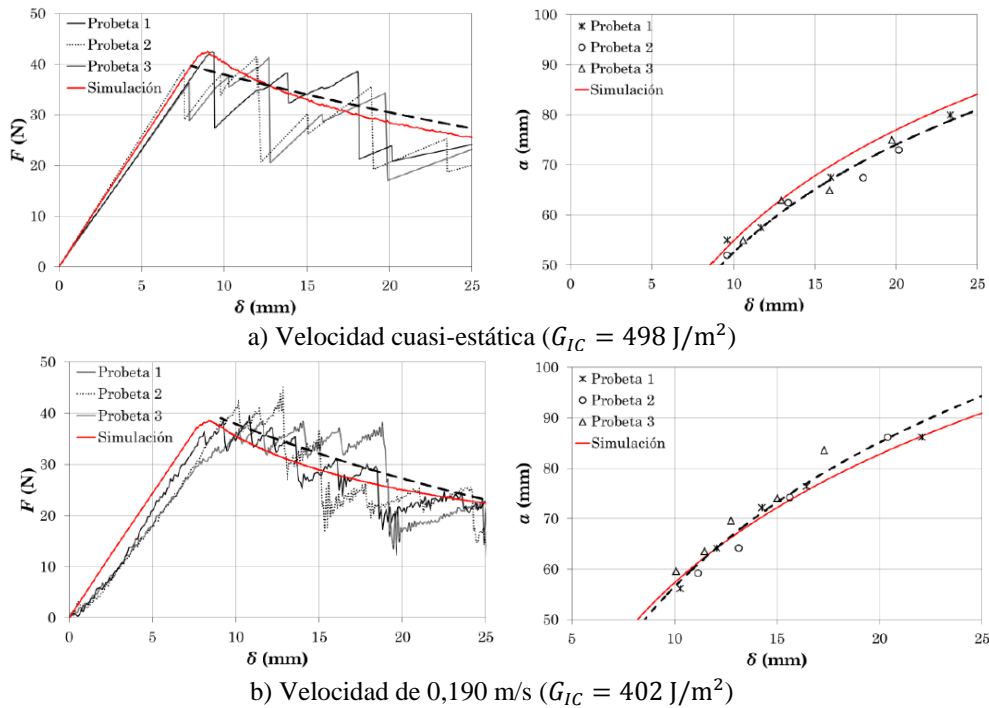 50
40
30
20
10
0
F (N)
Probeta 1
Probeta 2
Probeta 3
Simulación
0 5 10 15 20 25
δ (mm)
100
90
80
70
60
50
a (mm)
Probeta 1
Probeta 2
Probeta 3
Simulación
0 5 10 15 20 25
δ (mm)
a) Velocidad cuasi-estática (G_IC = 498 J/m²)
50
40
30
20
10
0
F (N)
Probeta 1
Probeta 2
Probeta 3
Simulación
0 5 10 15 20 25
δ (mm)
100
90
80
70
60
50
a (mm)
Probeta 1
Probeta 2
Probeta 3
Simulación
5 10 15 20 25
δ (mm)
b) Velocidad de 0,190 m/s (G_IC = 402 J/m²)